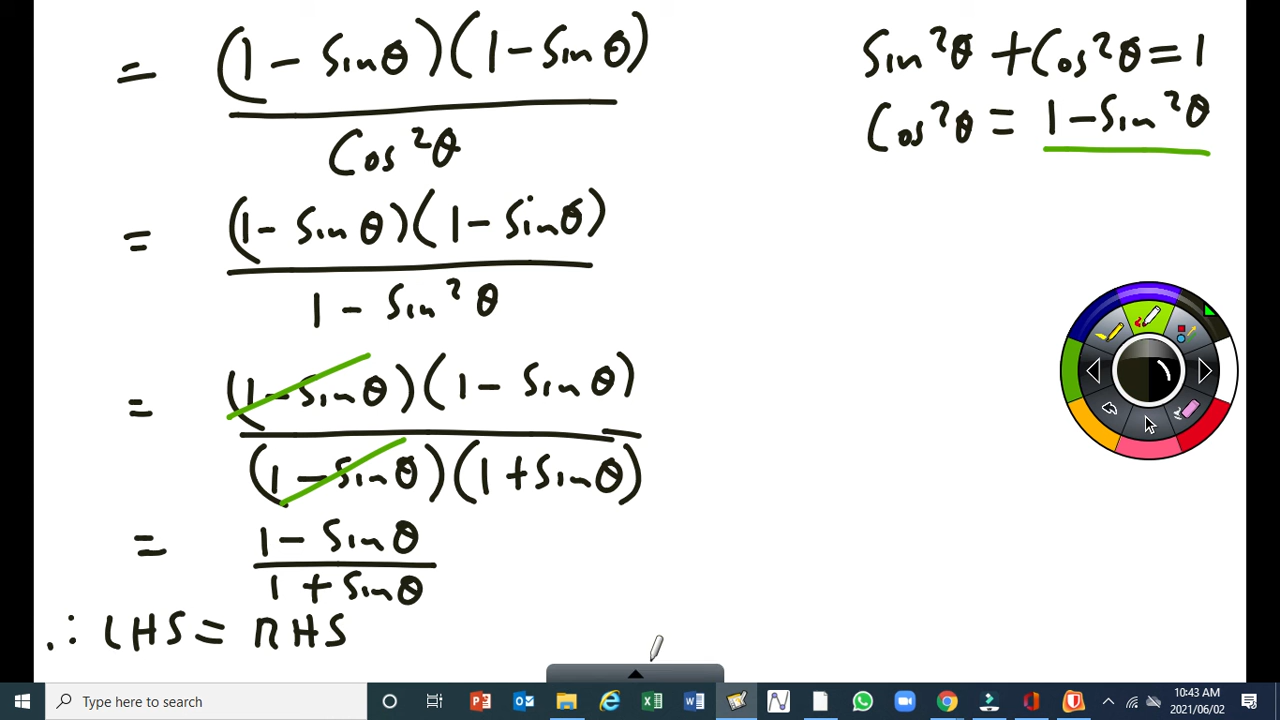 = (1 - Sinθ)(1 - Sinθ)
Cos²θ
= (1 - Sinθ)(1 - Sinθ)
1 - Sin²θ
= (1 - Sinθ)(1 - Sinθ)
(1 - Sinθ)(1 + Sinθ)
= 1 - Sinθ
1 + Sinθ
∴ LHS = RHS
Sin²θ + Cos²θ = 1
Cos²θ = 1 - Sin²θ
Type here to search
10:43 AM
2021/06/02